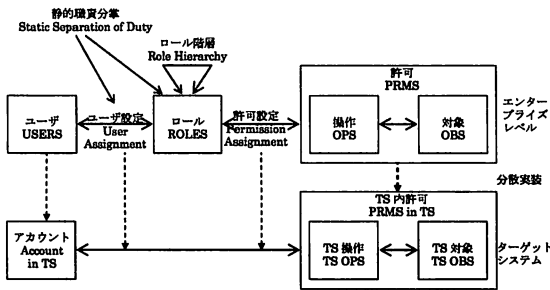 静的職責分掌
Static Separation of Duty
ロール階層
Role Hierarchy
許可
PRMS
ユーザ
USERS
ユーザ設定
User
Assignment
ロール
ROLES
許可設定
Permission
Assignment
操作
OPS
対象
OBS
エンター
プライズ
レベル
分散実装
アカウント
Account
in TS
TS 内許可
PRMS in TS
TS 操作
TS OPS
TS 対象
TS OBS
ターゲット
システム